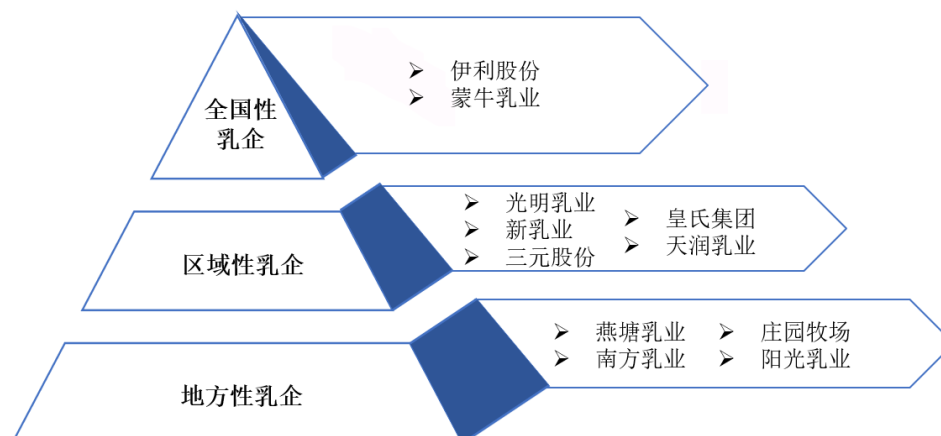 全国性
乳企
➢ 伊利股份
➢ 蒙牛乳业
区域性乳企
➢ 光明乳业
➢ 新乳业
➢ 三元股份
➢ 皇氏集团
➢ 天润乳业
地方性乳企
➢ 燕塘乳业
➢ 南方乳业
➢ 庄园牧场
➢ 阳光乳业